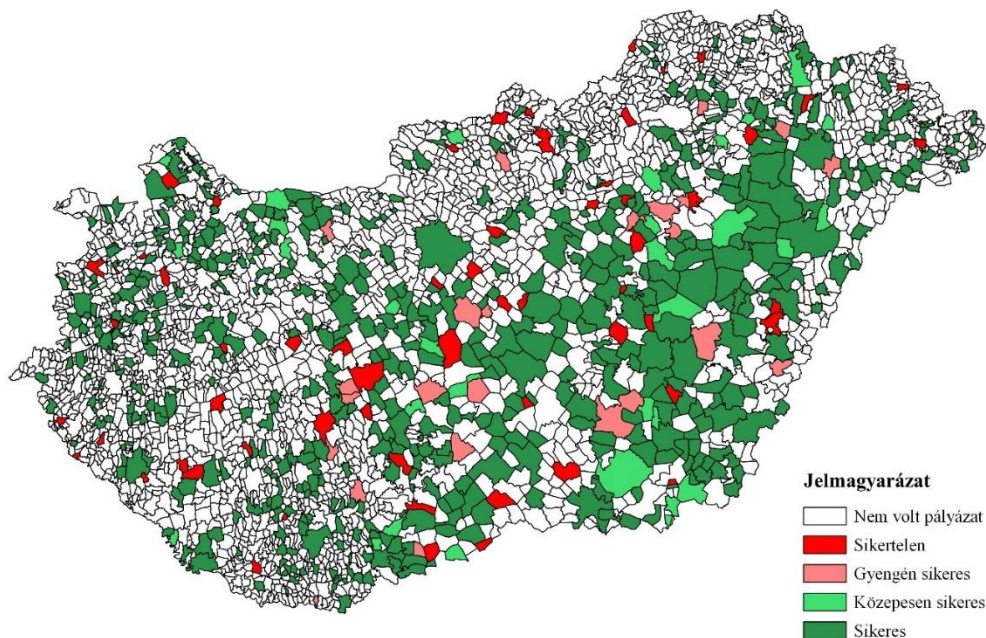 Jelmagyarázat
Nem volt pályázat
Sikertelen
Gyengén sikeres
Közepesen sikeres
Sikeres